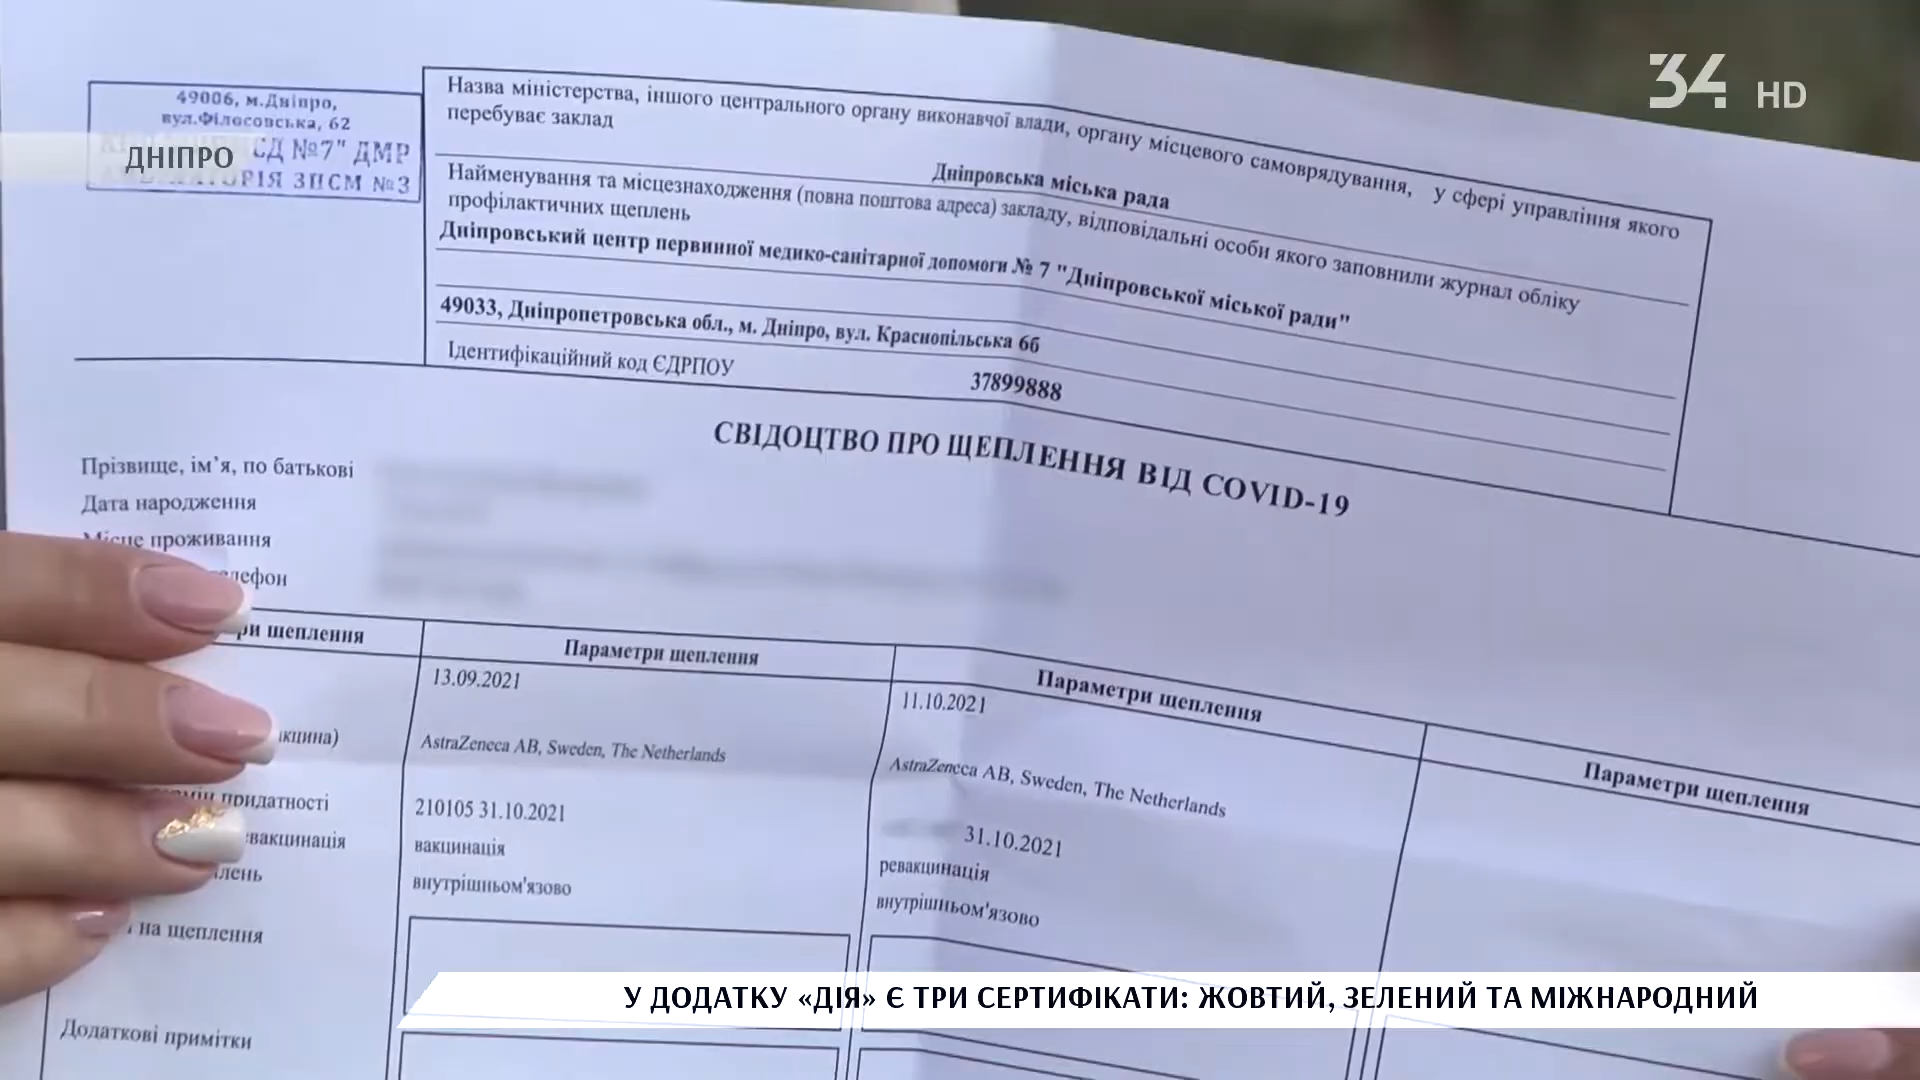 34 HD
49006, м.Дніпро,
вул.Філосовська, 62
СД №7" ДМР
ЗПСМ №3
ДНІПРО
Назва міністерства, іншого центрального органу виконавчої влади, органу місцевого самоврядування, у сфері управління якого
перебуває заклад
Дніпровська міська рада
Найменування та місцезнаходження (повна поштова адреса) закладу, відповідальні особи якого заповнили журнал обліку
профілактичних щеплень
Дніпровський центр первинної медико-санітарної допомоги № 7 "Дніпровської міської ради"
49033, Дніпропетровська обл., м. Дніпро, вул. Краснопільська 6б
Ідентифікаційний код ЄДРПОУ 37899888
СВІДОЦТВО ПРО ЩЕПЛЕННЯ ВІД COVID-19
Прізвище, ім’я, по батькові
Дата народження
Місце проживання
лефон
ри щеплення Параметри щеплення Параметри щеплення Параметри щеплення
13.09.2021 11.10.2021
кцина) AstraZeneca AB, Sweden, The Netherlands AstraZeneca AB, Sweden, The Netherlands
придатності 210105 31.10.2021 31.10.2021
вакцинація вакцинація ревакцинація
лень внутрішньом'язово внутрішньом'язово
на щеплення
Додаткові примітки
У ДОДАТКУ «ДІЯ» Є ТРИ СЕРТИФІКАТИ: ЖОВТИЙ, ЗЕЛЕНИЙ ТА МІЖНАРОДНИЙ